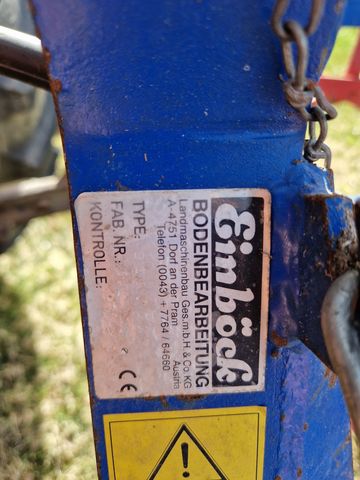 Einböck
BODENBEARBEITUNG
Landmaschinenbau Ges.m.b.H. & Co.KG
A-4751 Dorf an der Pram Austria
Telefon (0043) + 7764 / 64660
TYPE:
FAB. NR.:
KONTROLLE: CE